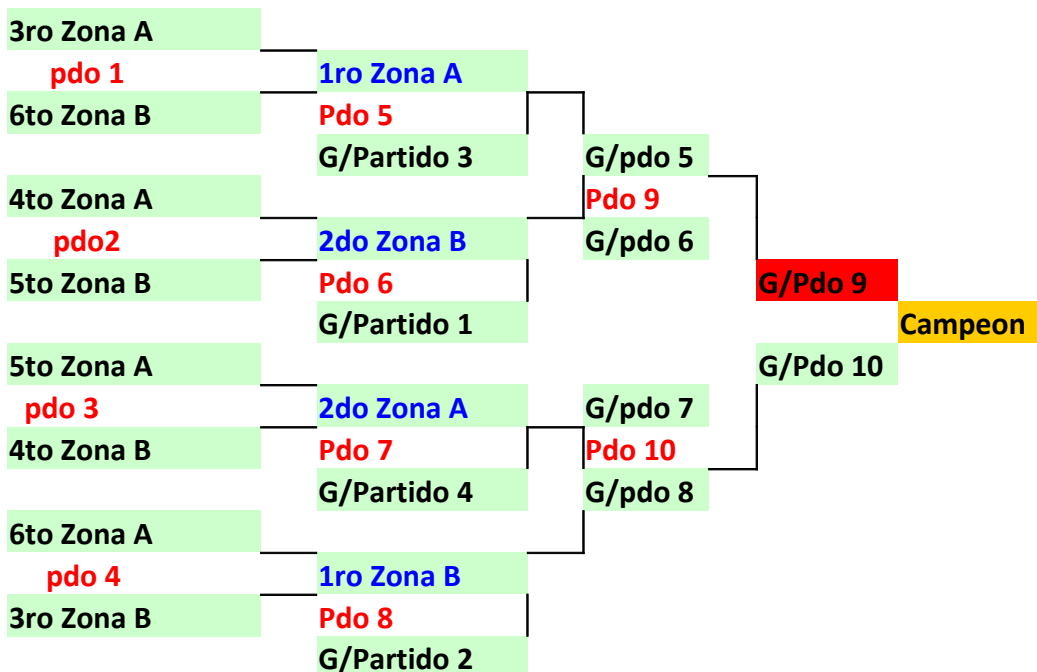 3ro Zona A
pdo 1
6to Zona B
4to Zona A
pdo2
5to Zona B
5to Zona A
pdo 3
4to Zona B
6to Zona A
pdo 4
3ro Zona B
1ro Zona A
Pdo 5
G/Partido 3
2do Zona B
Pdo 6
G/Partido 1
2do Zona A
Pdo 7
G/Partido 4
1ro Zona B
Pdo 8
G/Partido 2
G/pdo 5
Pdo 9
G/pdo 6
G/pdo 7
Pdo 10
G/pdo 8
G/Pdo 9
G/Pdo 10
Campeon